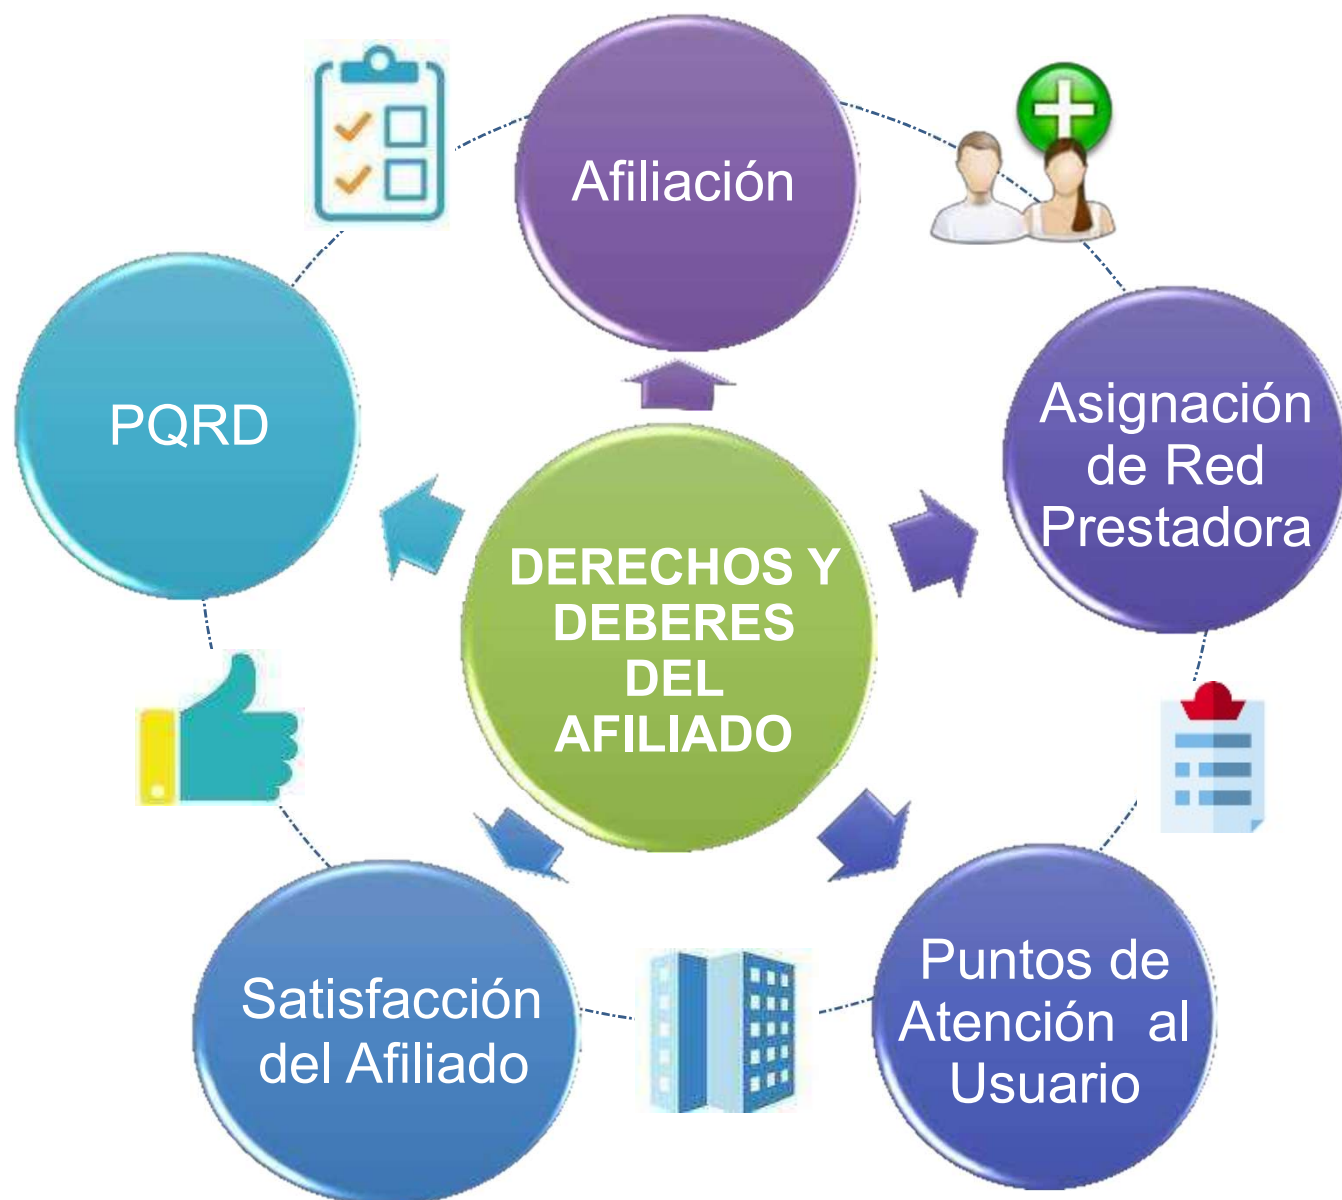 Afiliación
Asignación
de Red
Prestadora
PQRD
DERECHOS Y
DEBERES
DEL
AFILIADO
Puntos de
Atención al
Usuario
Satisfacción
del Afiliado